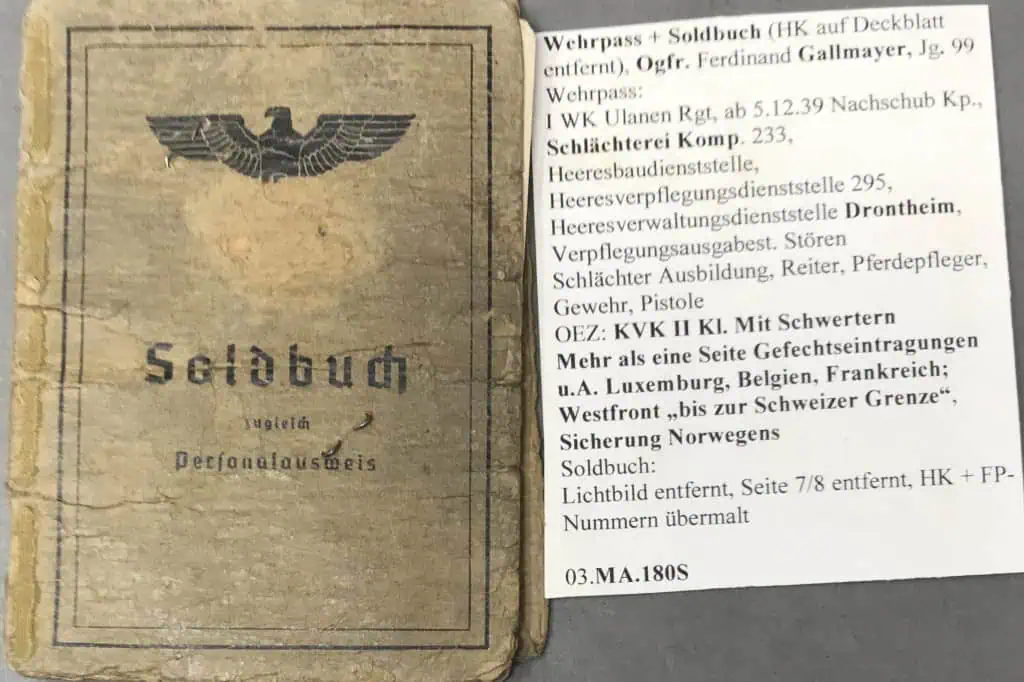 Soldbuch
zugleich
Personalausweis
Wehrpass + Soldbuch (HK auf Deckblatt
entfernt), Ogfr. Ferdinand Gallmayer, Jg. 99
Wehrpass:
I WK Ulanen Rgt, ab 5.12.39 Nachschub Kp.,
Schlächterei Komp. 233,
Heeresbaudienststelle,
Heeresverpflegungsdienststelle 295,
Heeresverwaltungsdienststelle Drontheim,
Verpflegungsausgabest. Stören
Schlächter Ausbildung, Reiter, Pferdepfleger,
Gewehr, Pistole
OEZ: KVK II Kl. Mit Schwertern
Mehr als eine Seite Gefechtseintragungen
u.A. Luxemburg, Belgien, Frankreich;
Westfront „bis zur Schweizer Grenze“,
Sicherung Norwegens
Soldbuch:
Lichtbild entfernt, Seite 7/8 entfernt, HK + FP-
Nummern übermalt
03.MA.180S